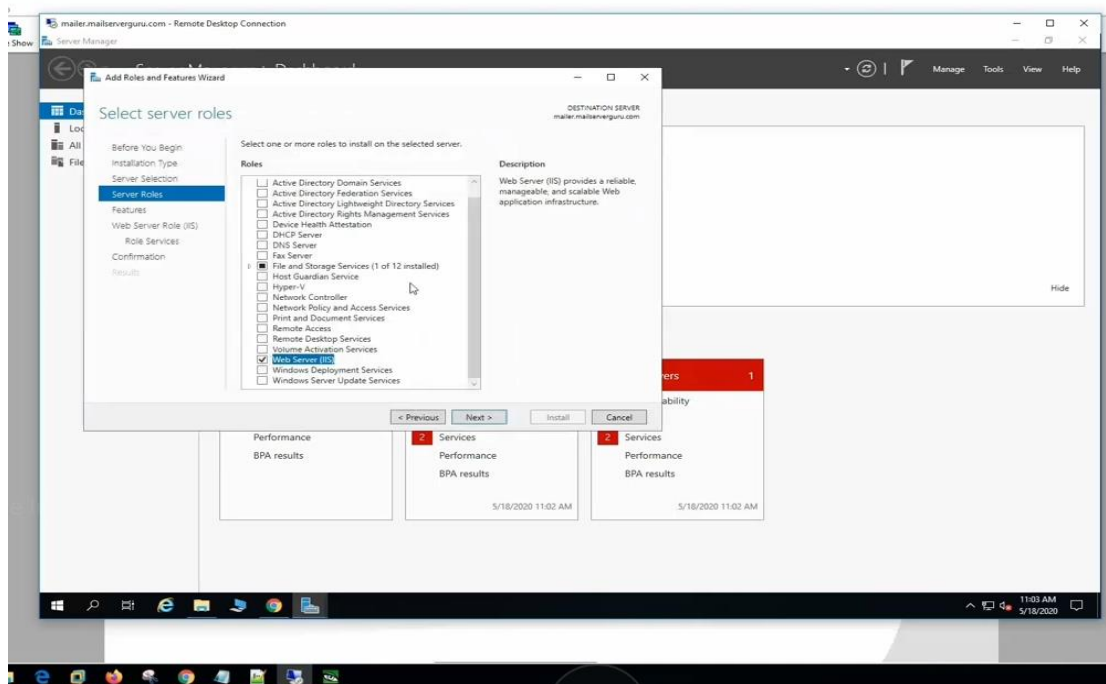 mailer.mailserverguru.com - Remote Desktop Connection
Show
Server Manager
Manage Tools View Help
Add Roles and Features Wizard
Select server roles
DESTINATION SERVER
mailer.mailserverguru.com
Before You Begin
Installation Type
Server Selection
Server Roles
Features
Web Server Role (IIS)
Role Services
Confirmation
Results
Select one or more roles to install on the selected server.
Roles
Active Directory Domain Services
Active Directory Federation Services
Active Directory Lightweight Directory Services
Active Directory Rights Management Services
Device Health Attestation
DHCP Server
DNS Server
Fax Server
File and Storage Services (1 of 12 installed)
Host Guardian Service
Hyper-V
Network Controller
Network Policy and Access Services
Print and Document Services
Remote Access
Remote Desktop Services
Volume Activation Services
Web Server (IIS)
Windows Deployment Services
Windows Server Update Services
Description
Web Server (IIS) provides a reliable,
manageable, and scalable Web
application infrastructure.
< Previous Next > Install Cancel
Da
Loc
All
File
Hide
ers 1
ability
Performance
BPA results
2 Services
Performance
BPA results
5/18/2020 11:02 AM
2 Services
Performance
BPA results
5/18/2020 11:02 AM
11:03 AM
5/18/2020